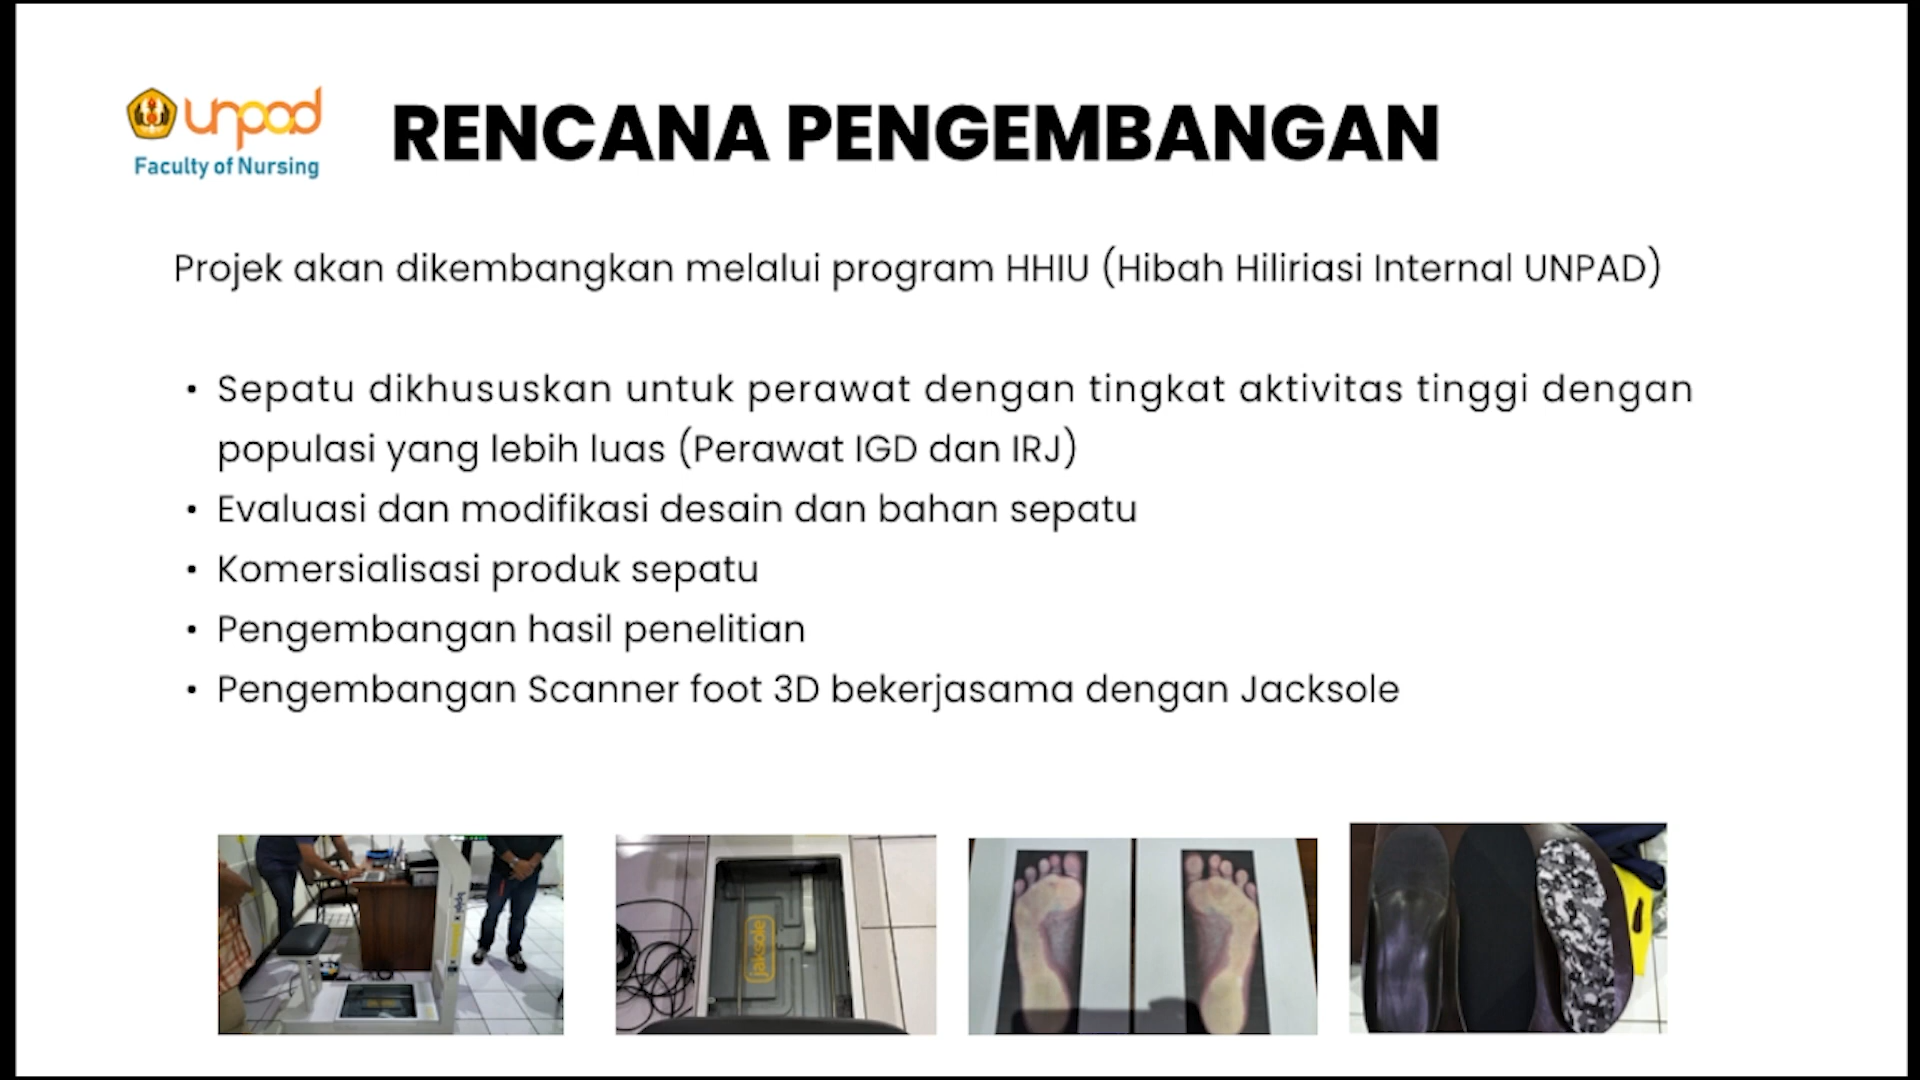 unpad
Faculty of Nursing
RENCANA PENGEMBANGAN
Projek akan dikembangkan melalui program HHIU (Hibah Hiliriasi Internal UNPAD)
• Sepatu dikhususkan untuk perawat dengan tingkat aktivitas tinggi dengan
populasi yang lebih luas (Perawat IGD dan IRJ)
• Evaluasi dan modifikasi desain dan bahan sepatu
• Komersialisasi produk sepatu
• Pengembangan hasil penelitian
• Pengembangan Scanner foot 3D bekerjasama dengan Jacksole
jaksole